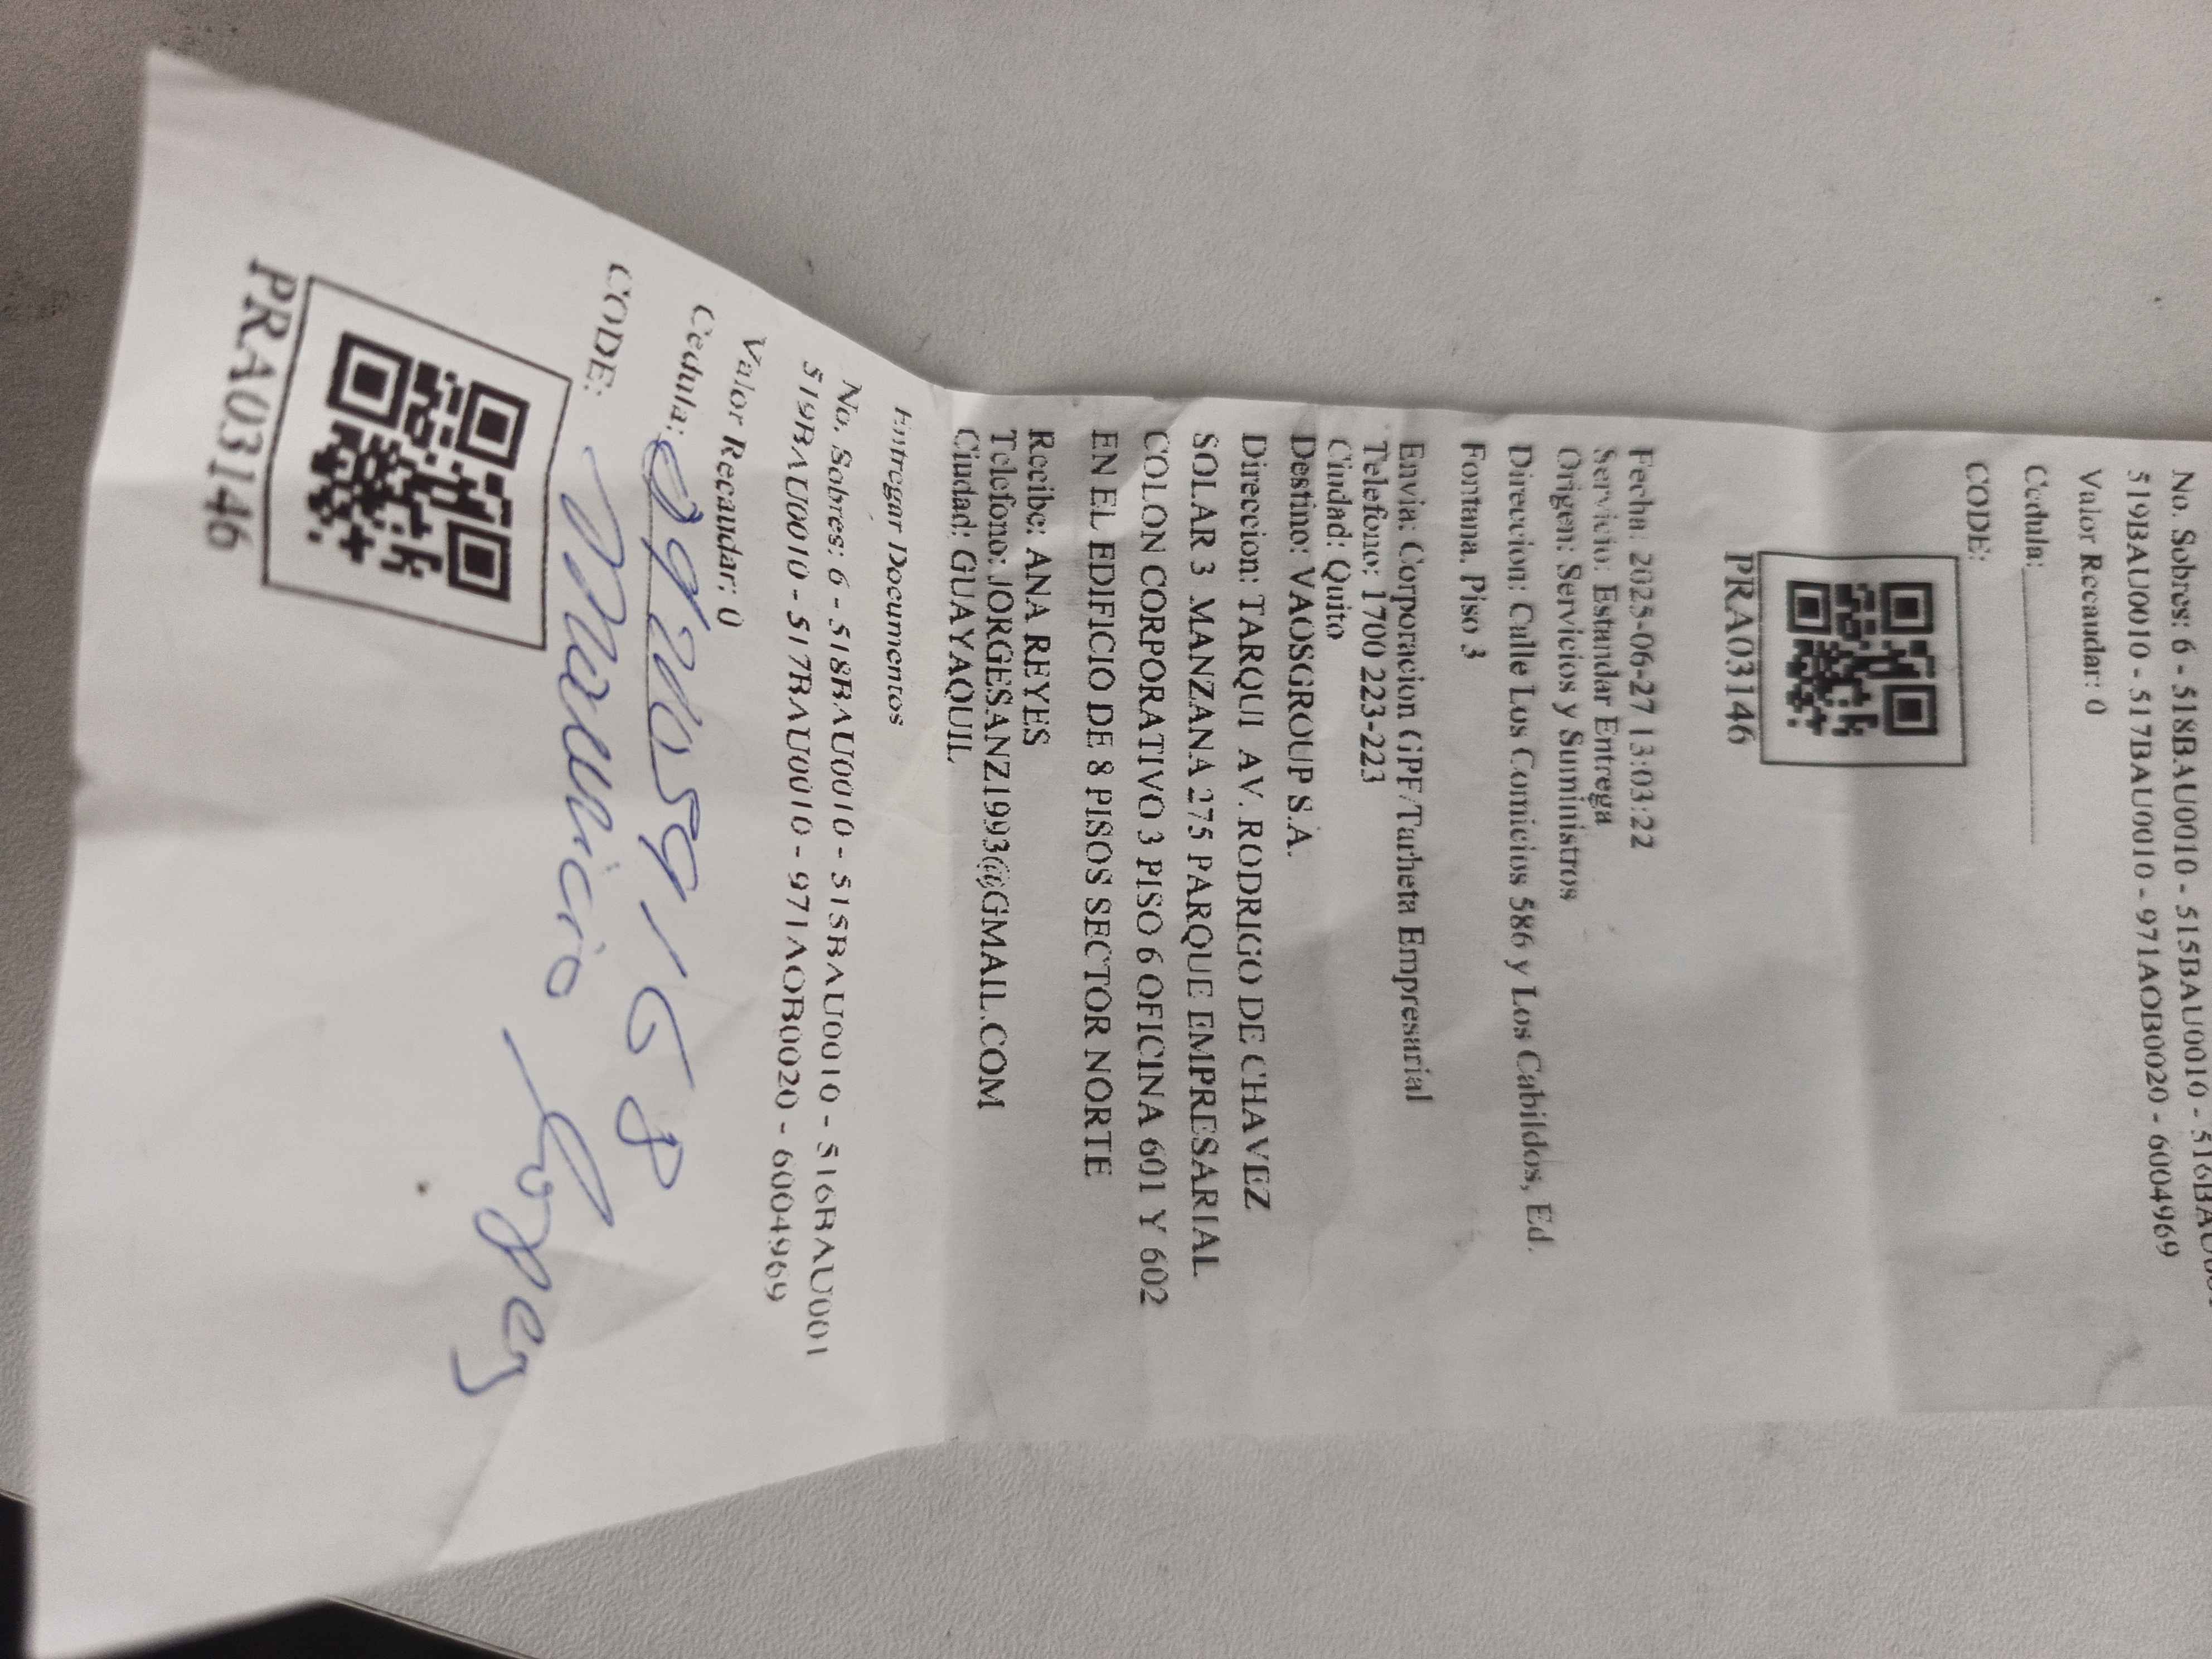 No. Sobres: 6 - 518BAU0010 - 515BAU0010 - 516BAU001
519BAU0010 - 517BAU0010 - 971AOB0020 - 6004969
Valor Recaudar: 0
Cedula:
CODE:
PRA03146
Fecha: 2025-06-27 13:03:22
Servicio: Estandar Entrega
Origen: Servicios y Suministros
Direccion: Calle Los Comicios 586 y Los Cabildos, Ed.
Fontana. Piso 3
Envia: Corporacion GPF/Tarheta Empresarial
Telefono: 1700 223-223
Ciudad: Quito
Destino: VAOSGROUP S.A.
Direccion: TARQUI AV. RODRIGO DE CHAVEZ
SOLAR 3 MANZANA 275 PARQUE EMPRESARIAL
COLON CORPORATIVO 3 PISO 6 OFICINA 601 Y 602
EN EL EDIFICIO DE 8 PISOS SECTOR NORTE
Recibe: ANA REYES
Telefono: JORGESANZ1993@GMAIL.COM
Ciudad: GUAYAQUIL
Entregar Documentos
No. Sobres: 6 - 518BAU0010 - 515BAU0010 - 516BAU001
519BAU0010 - 517BAU0010 - 971AOB0020 - 6004969
Valor Recaudar: 0
Cedula:
CODE: Mauricio Lopez
PRA03146